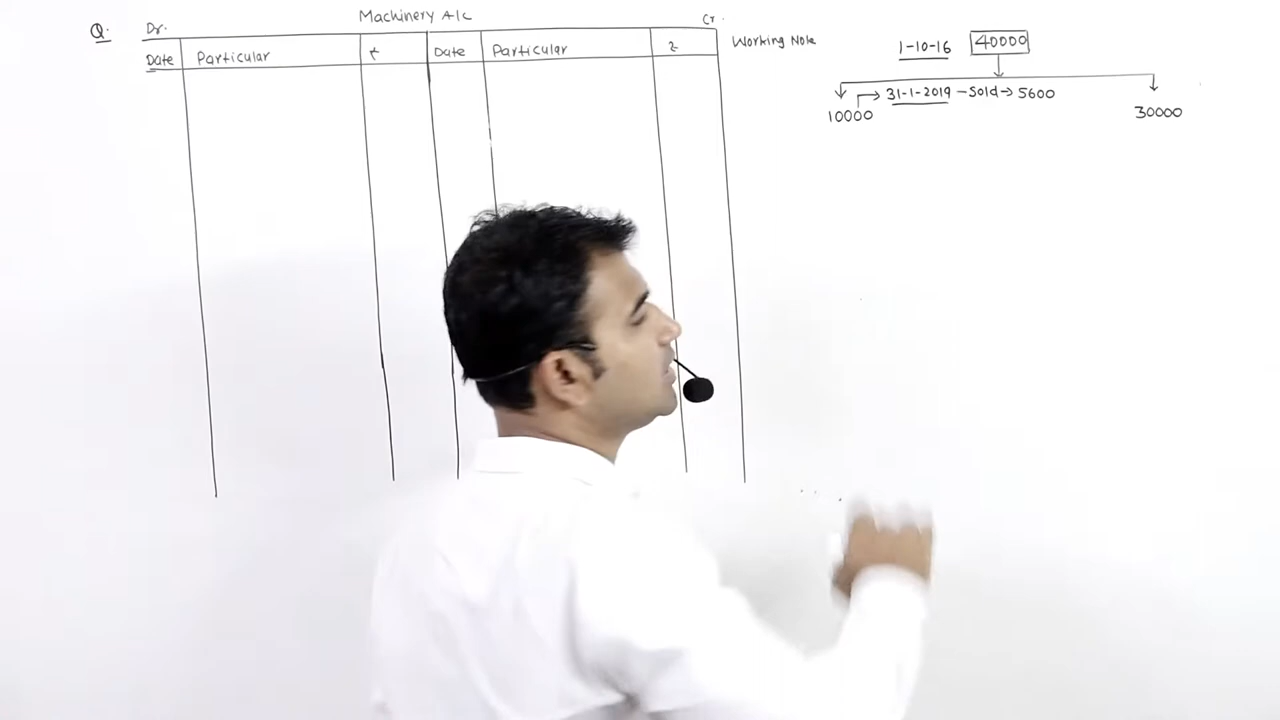 Q. Dr. Machinery A/c Cr.
Date Particular ₹ Date Particular ₹ Working Note
1-10-16 40000
31-1-2019 - Sold → 5600
10000 30000